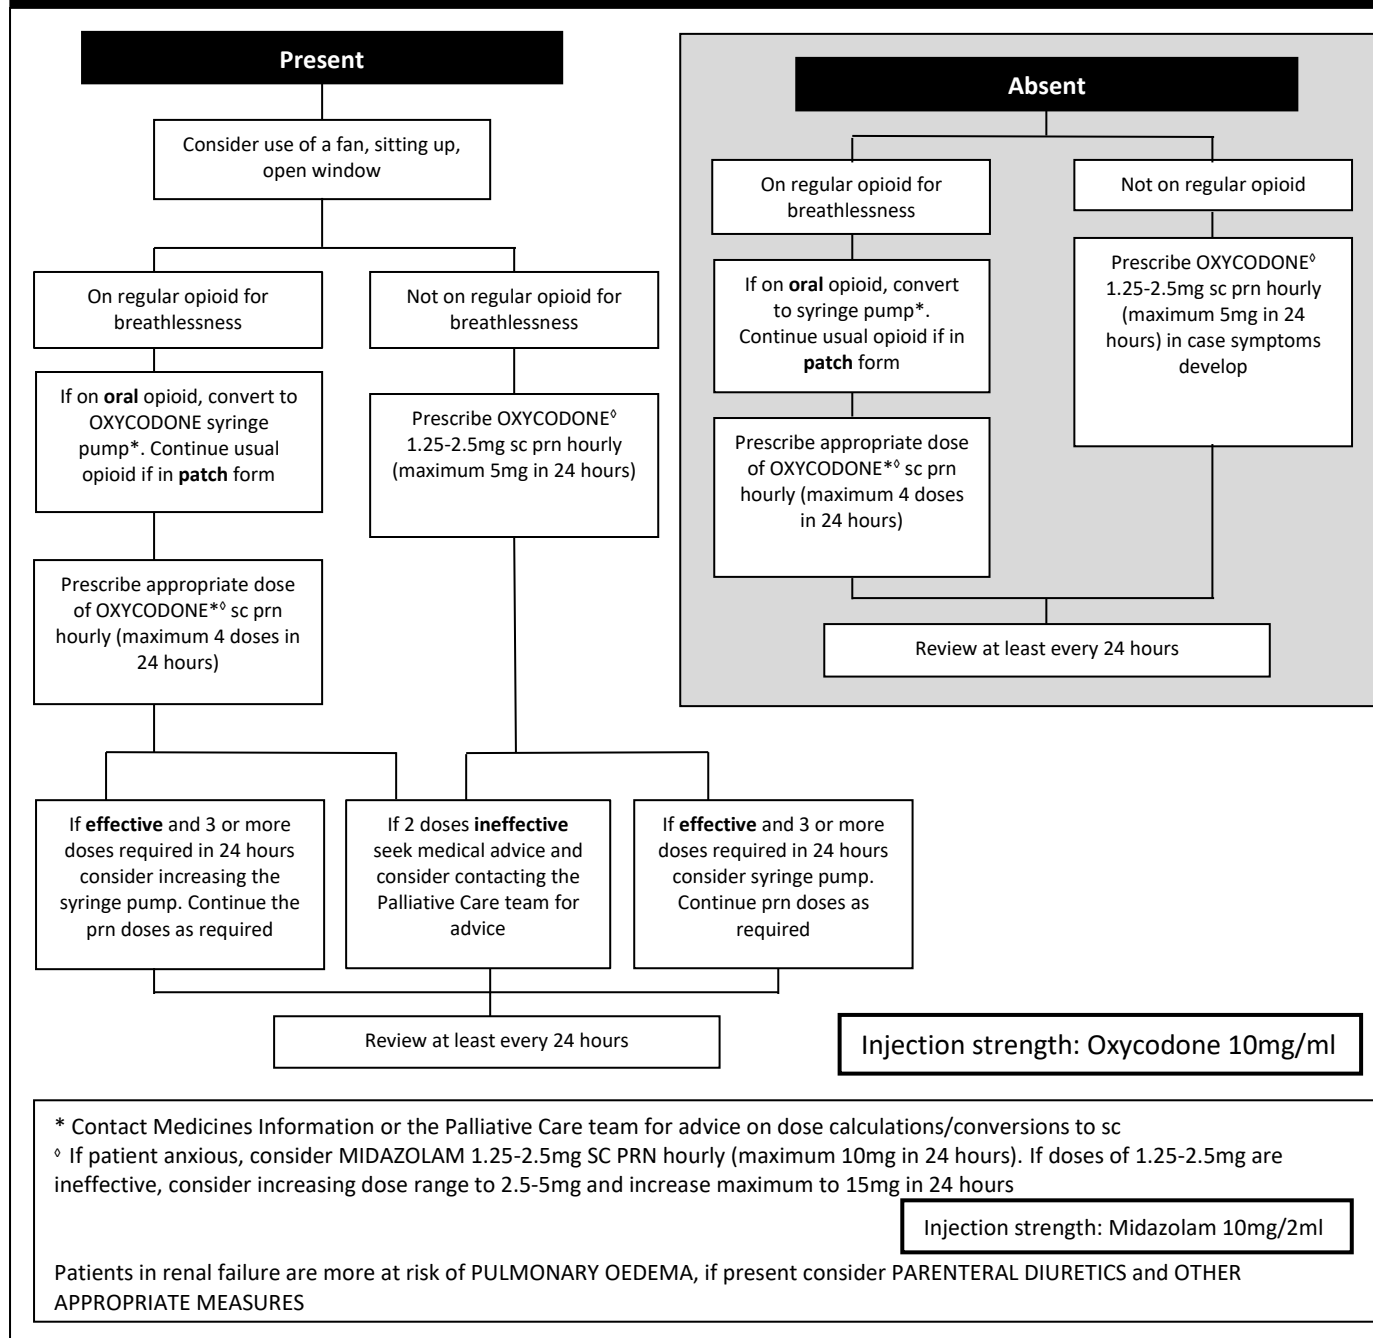 Present
Consider use of a fan, sitting up,
open window
On regular opioid for
breathlessness
If on oral opioid, convert to
OXYCODONE syringe
pump*. Continue usual
opioid if in patch form
Prescribe appropriate dose
of OXYCODONE*◊ sc prn
hourly (maximum 4 doses in
24 hours)
Not on regular opioid for
breathlessness
Prescribe OXYCODONE◊
1.25-2.5mg sc prn hourly
(maximum 5mg in 24 hours)
If effective and 3 or more
doses required in 24 hours
consider increasing the
syringe pump. Continue the
prn doses as required
If 2 doses ineffective
seek medical advice and
consider contacting the
Palliative Care team for
advice
If effective and 3 or more
doses required in 24 hours
consider syringe pump.
Continue prn doses as
required
Review at least every 24 hours
Absent
On regular opioid for
breathlessness
If on oral opioid, convert
to syringe pump*.
Continue usual opioid if in
patch form
Prescribe appropriate dose
of OXYCODONE*◊ sc prn
hourly (maximum 4 doses
in 24 hours)
Not on regular opioid
Prescribe OXYCODONE◊
1.25-2.5mg sc prn hourly
(maximum 5mg in 24
hours) in case symptoms
develop
Review at least every 24 hours
Injection strength: Oxycodone 10mg/ml
* Contact Medicines Information or the Palliative Care team for advice on dose calculations/conversions to sc
◊ If patient anxious, consider MIDAZOLAM 1.25-2.5mg SC PRN hourly (maximum 10mg in 24 hours). If doses of 1.25-2.5mg are
ineffective, consider increasing dose range to 2.5-5mg and increase maximum to 15mg in 24 hours
Injection strength: Midazolam 10mg/2ml
Patients in renal failure are more at risk of PULMONARY OEDEMA, if present consider PARENTERAL DIURETICS and OTHER
APPROPRIATE MEASURES